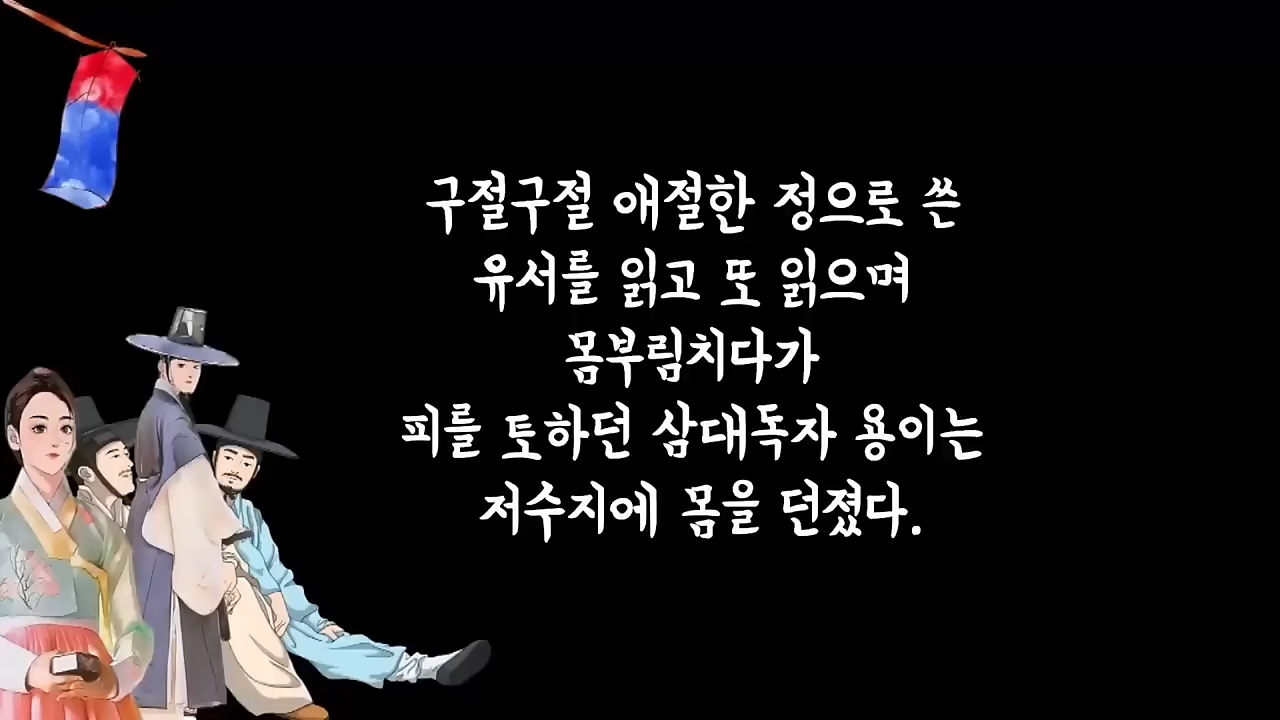 구절구절 애절한 정으로 쓴
유서를 읽고 또 읽으며
몸부림치다가
피를 토하던 삼대독자 용이는
저수지에 몸을 던졌다.